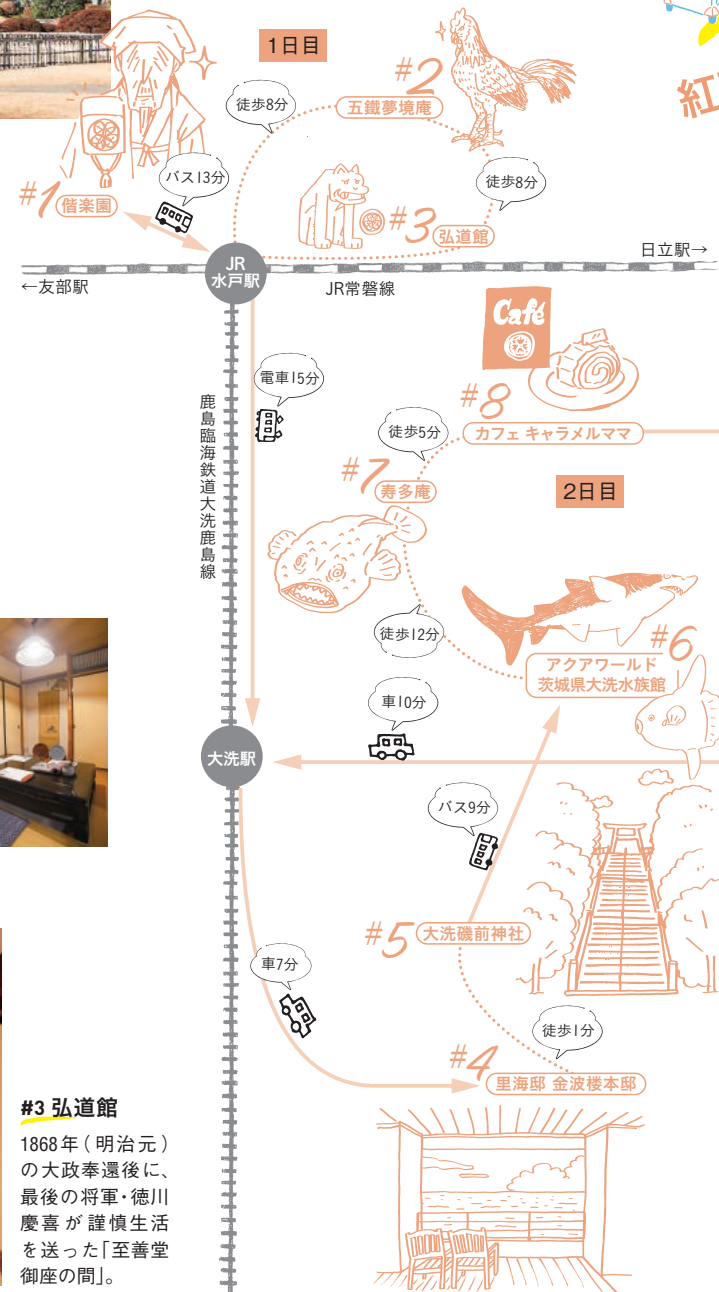 紅
1日目
#2
五鐵夢境庵
徒歩8分
徒歩8分
バス13分
#1 偕楽園
#3 弘道館
JR
水戸駅
日立駅→
←友部駅
JR常磐線
Café
電車15分
#8
カフェ キャラメルママ
徒歩5分
#7
寿多庵
2日目
鹿島臨海鉄道大洗鹿島線
徒歩12分
#6
アクアワールド
茨城県大洗水族館
車10分
大洗駅
バス9分
#5 大洗磯前神社
車7分
徒歩1分
#4
里海邸 金波楼本邸
#3 弘道館
1868年(明治元)
の大政奉還後に、
最後の将軍・徳川
慶喜が謹慎生活
を送った「至善堂
御座の間」。